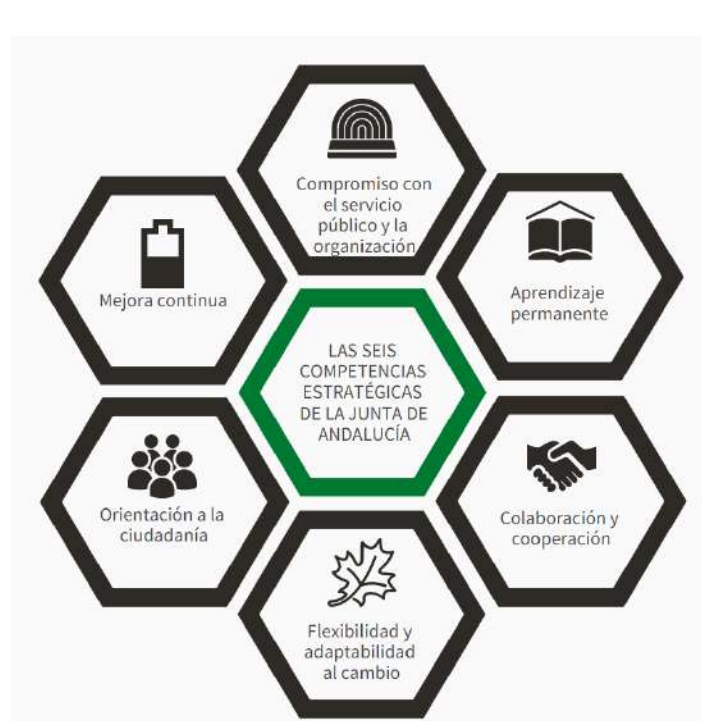 Compromiso con
el servicio
público y la
organización
Mejora continua
Aprendizaje
permanente
LAS SEIS
COMPETENCIAS
ESTRATÉGICAS
DE LA JUNTA DE
ANDALUCÍA
Orientación a la
ciudadanía
Colaboración y
cooperación
Flexibilidad y
adaptabilidad
al cambio